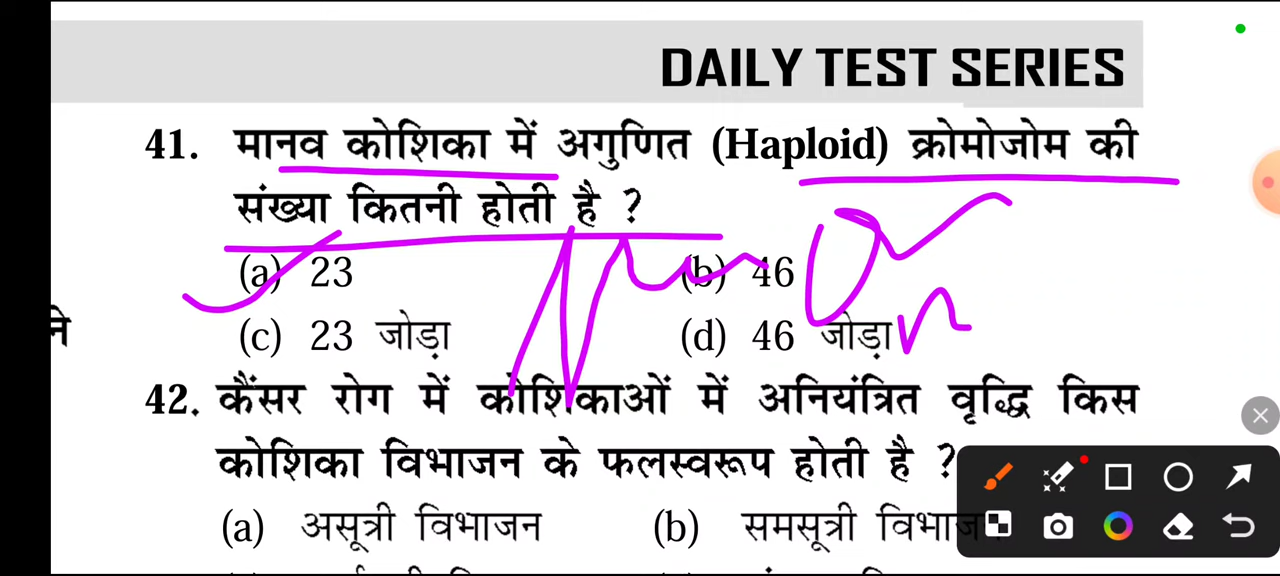 DAILY TEST SERIES
41. मानव कोशिका में अगुणित (Haploid) क्रोमोजोम की
संख्या कितनी होती है ?
(a) 23 (b) 46
ने
(c) 23 जोड़ा (d) 46 जोड़ा
42. कैंसर रोग में कोशिकाओं में अनियंत्रित वृद्धि किस
कोशिका विभाजन के फलस्वरूप होती है ?
(a) असूत्री विभाजन (b) समसूत्री